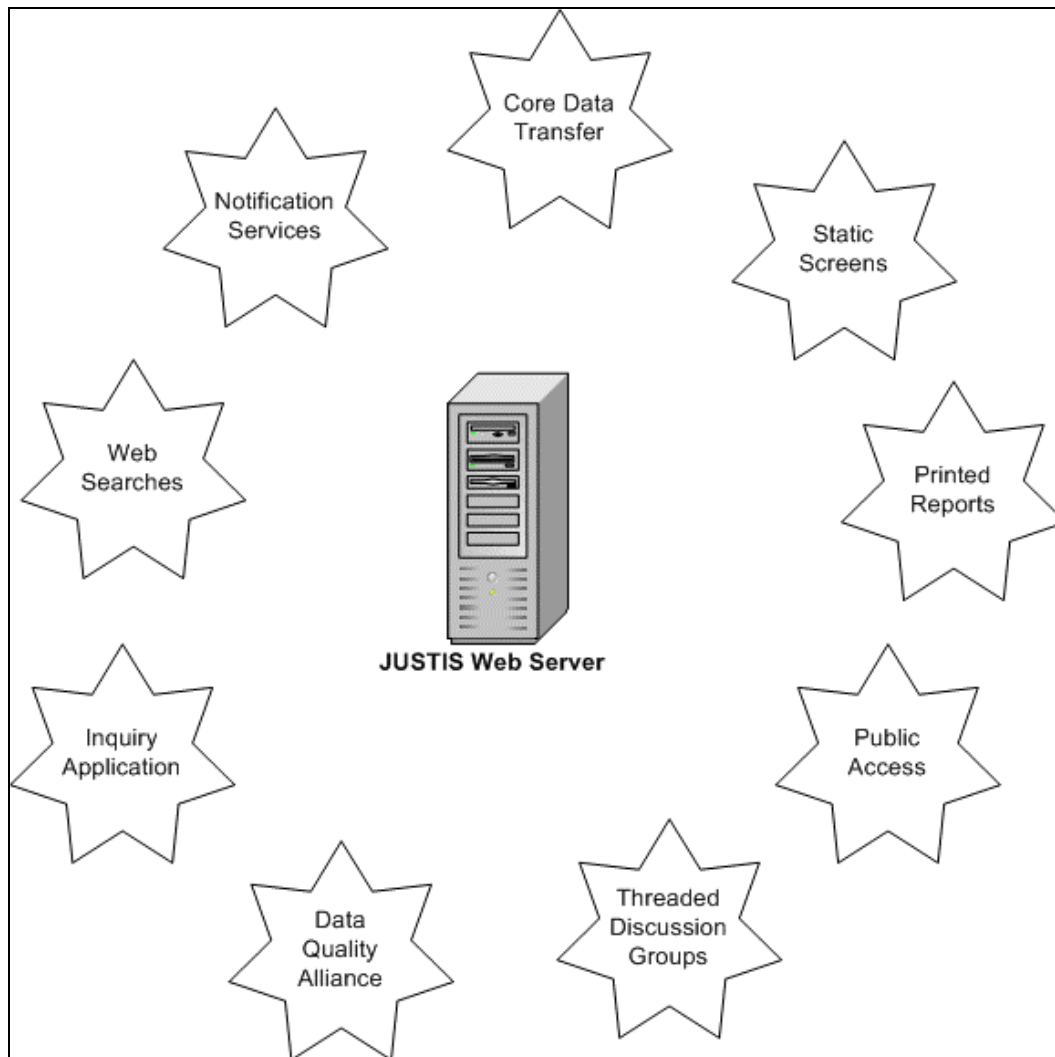 Core Data
Transfer
Notification
Services
Static
Screens
Web
Searches
Printed
Reports
JUSTIS Web Server
Inquiry
Application
Public
Access
Data
Quality
Alliance
Threaded
Discussion
Groups